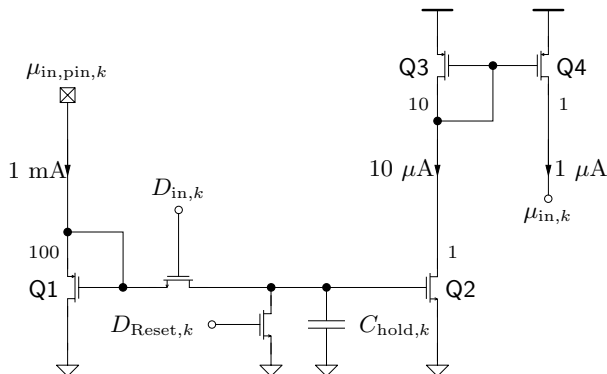 μin,pin,k
Q3
Q4
10
1
1 mA
10 μA
1 μA
Din,k
μin,k
100
1
Q1
Q2
DReset,k
Chold,k